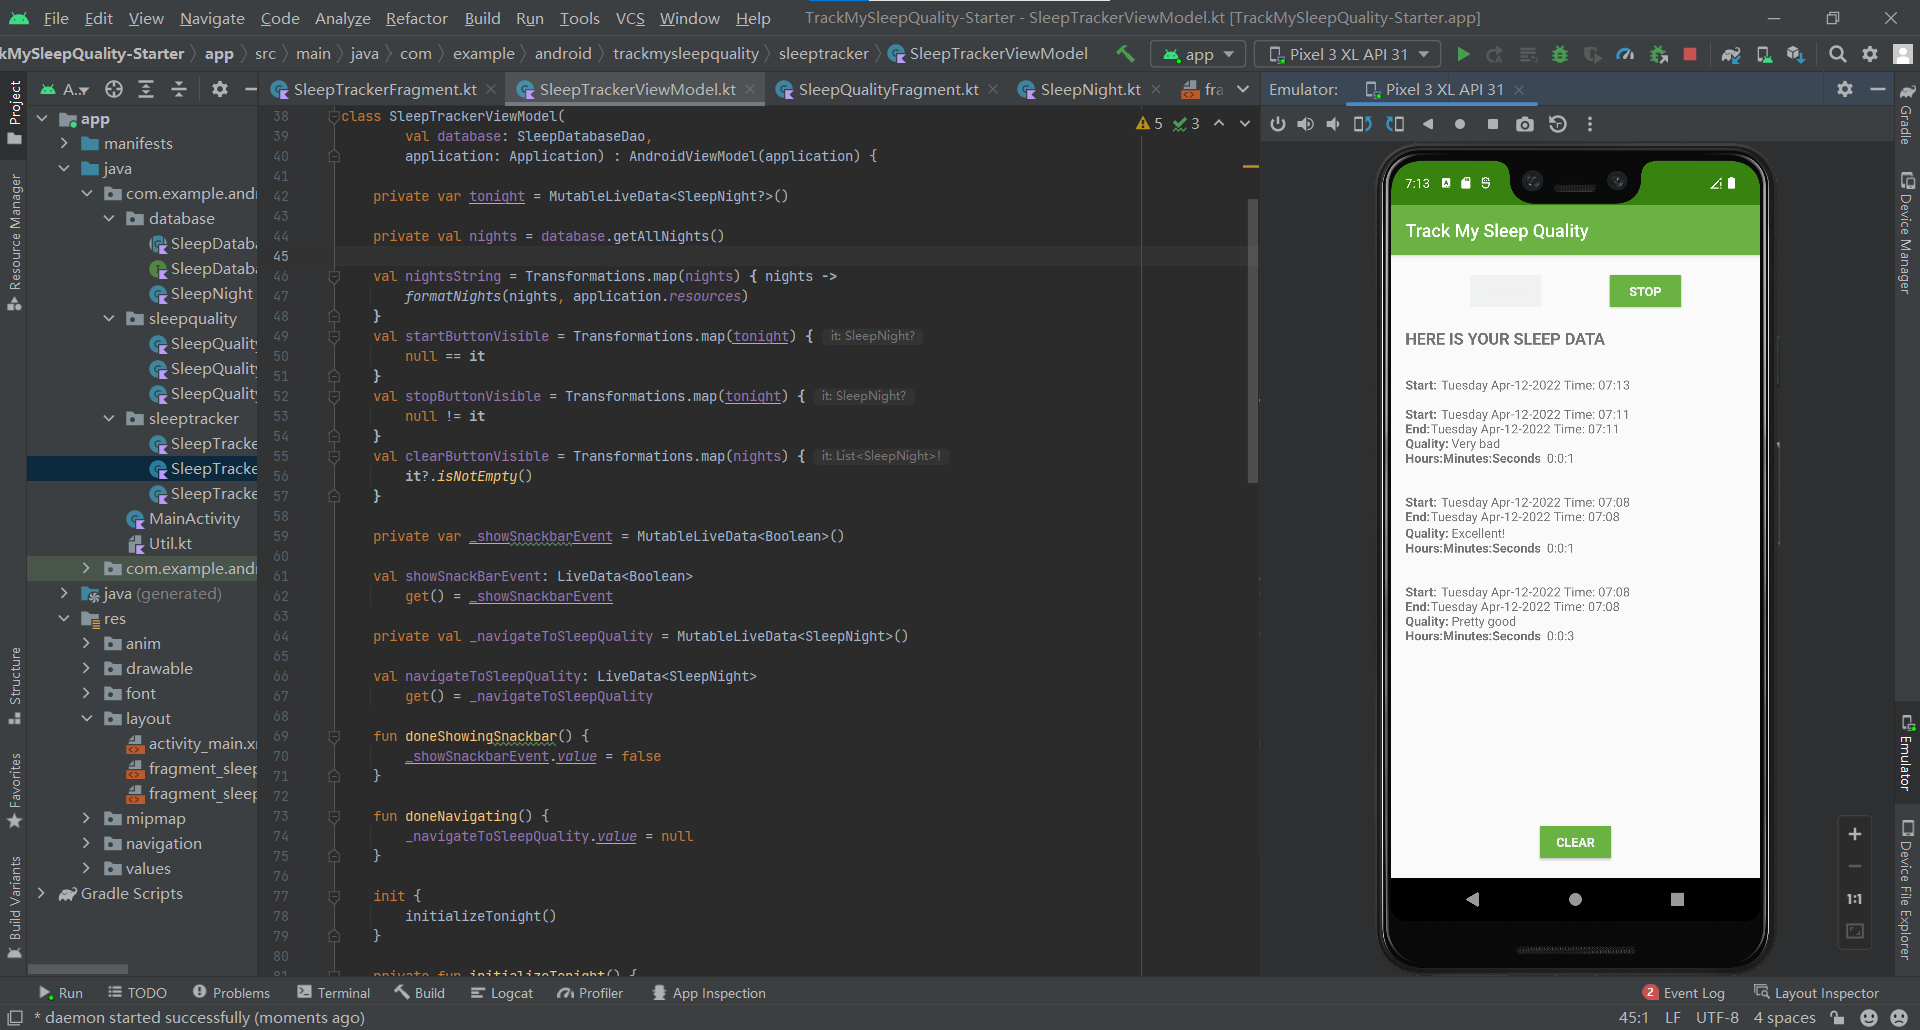 File Edit View Navigate Code Analyze Refactor Build Run Tools VCS Window Help TrackMySleepQuality-Starter - SleepTrackerViewModel.kt [TrackMySleepQuality-Starter.app]
kMySleepQuality-Starter app src main java com example android trackmysleepquality sleeptracker SleepTrackerViewModel app Pixel 3 XL API 31
A.. SleepTrackerFragment.kt SleepTrackerViewModel.kt SleepQualityFragment.kt SleepNight.kt fra Emulator: Pixel 3 XL API 31
Project
Resource Manager
Structure
Favorites
Build Variants
app
manifests
java
com.example.andr
database
SleepDataba
SleepDataba
SleepNight
sleepquality
SleepQuality
SleepQuality
SleepQuality
sleeptracker
SleepTracke
SleepTracke
SleepTracke
MainActivity
Util.kt
com.example.andr
java (generated)
res
anim
drawable
font
layout
activity_main.xm
fragment_sleep
fragment_sleep
mipmap
navigation
values
Gradle Scripts
5 3
38 class SleepTrackerViewModel(
39 val database: SleepDatabaseDao,
40 application: Application) : AndroidViewModel(application) {
41
42 private var tonight = MutableLiveData<SleepNight?>()
43
44 private val nights = database.getAllNights()
45
46 val nightsString = Transformations.map(nights) { nights ->
47 formatNights(nights, application.resources)
48 }
49 val startButtonVisible = Transformations.map(tonight) { it: SleepNight?
50 null == it
51 }
52 val stopButtonVisible = Transformations.map(tonight) { it: SleepNight?
53 null != it
54 }
55 val clearButtonVisible = Transformations.map(nights) { it: List<SleepNight>!
56 it?.isNotEmpty()
57 }
58
59 private var _showSnackbarEvent = MutableLiveData<Boolean>()
60
61 val showSnackBarEvent: LiveData<Boolean>
62 get() = _showSnackbarEvent
63
64 private val _navigateToSleepQuality = MutableLiveData<SleepNight>()
65
66 val navigateToSleepQuality: LiveData<SleepNight>
67 get() = _navigateToSleepQuality
68
69 fun doneShowingSnackbar() {
70 _showSnackbarEvent.value = false
71 }
72
73 fun doneNavigating() {
74 _navigateToSleepQuality.value = null
75 }
76
77 init {
78 initializeTonight()
79 }
80
81 private fun initializeTonight() {
7:13
Track My Sleep Quality
STOP
HERE IS YOUR SLEEP DATA
Start: Tuesday Apr-12-2022 Time: 07:13
Start: Tuesday Apr-12-2022 Time: 07:11
End:Tuesday Apr-12-2022 Time: 07:11
Quality: Very bad
Hours:Minutes:Seconds 0:0:1
Start: Tuesday Apr-12-2022 Time: 07:08
End:Tuesday Apr-12-2022 Time: 07:08
Quality: Excellent!
Hours:Minutes:Seconds 0:0:1
Start: Tuesday Apr-12-2022 Time: 07:08
End:Tuesday Apr-12-2022 Time: 07:08
Quality: Pretty good
Hours:Minutes:Seconds 0:0:3
CLEAR
1:1
Gradle
Device Manager
Emulator
Device File Explorer
Run TODO Problems Terminal Build Logcat Profiler App Inspection 2 Event Log Layout Inspector
* daemon started successfully (moments ago) 45:1 LF UTF-8 4 spaces